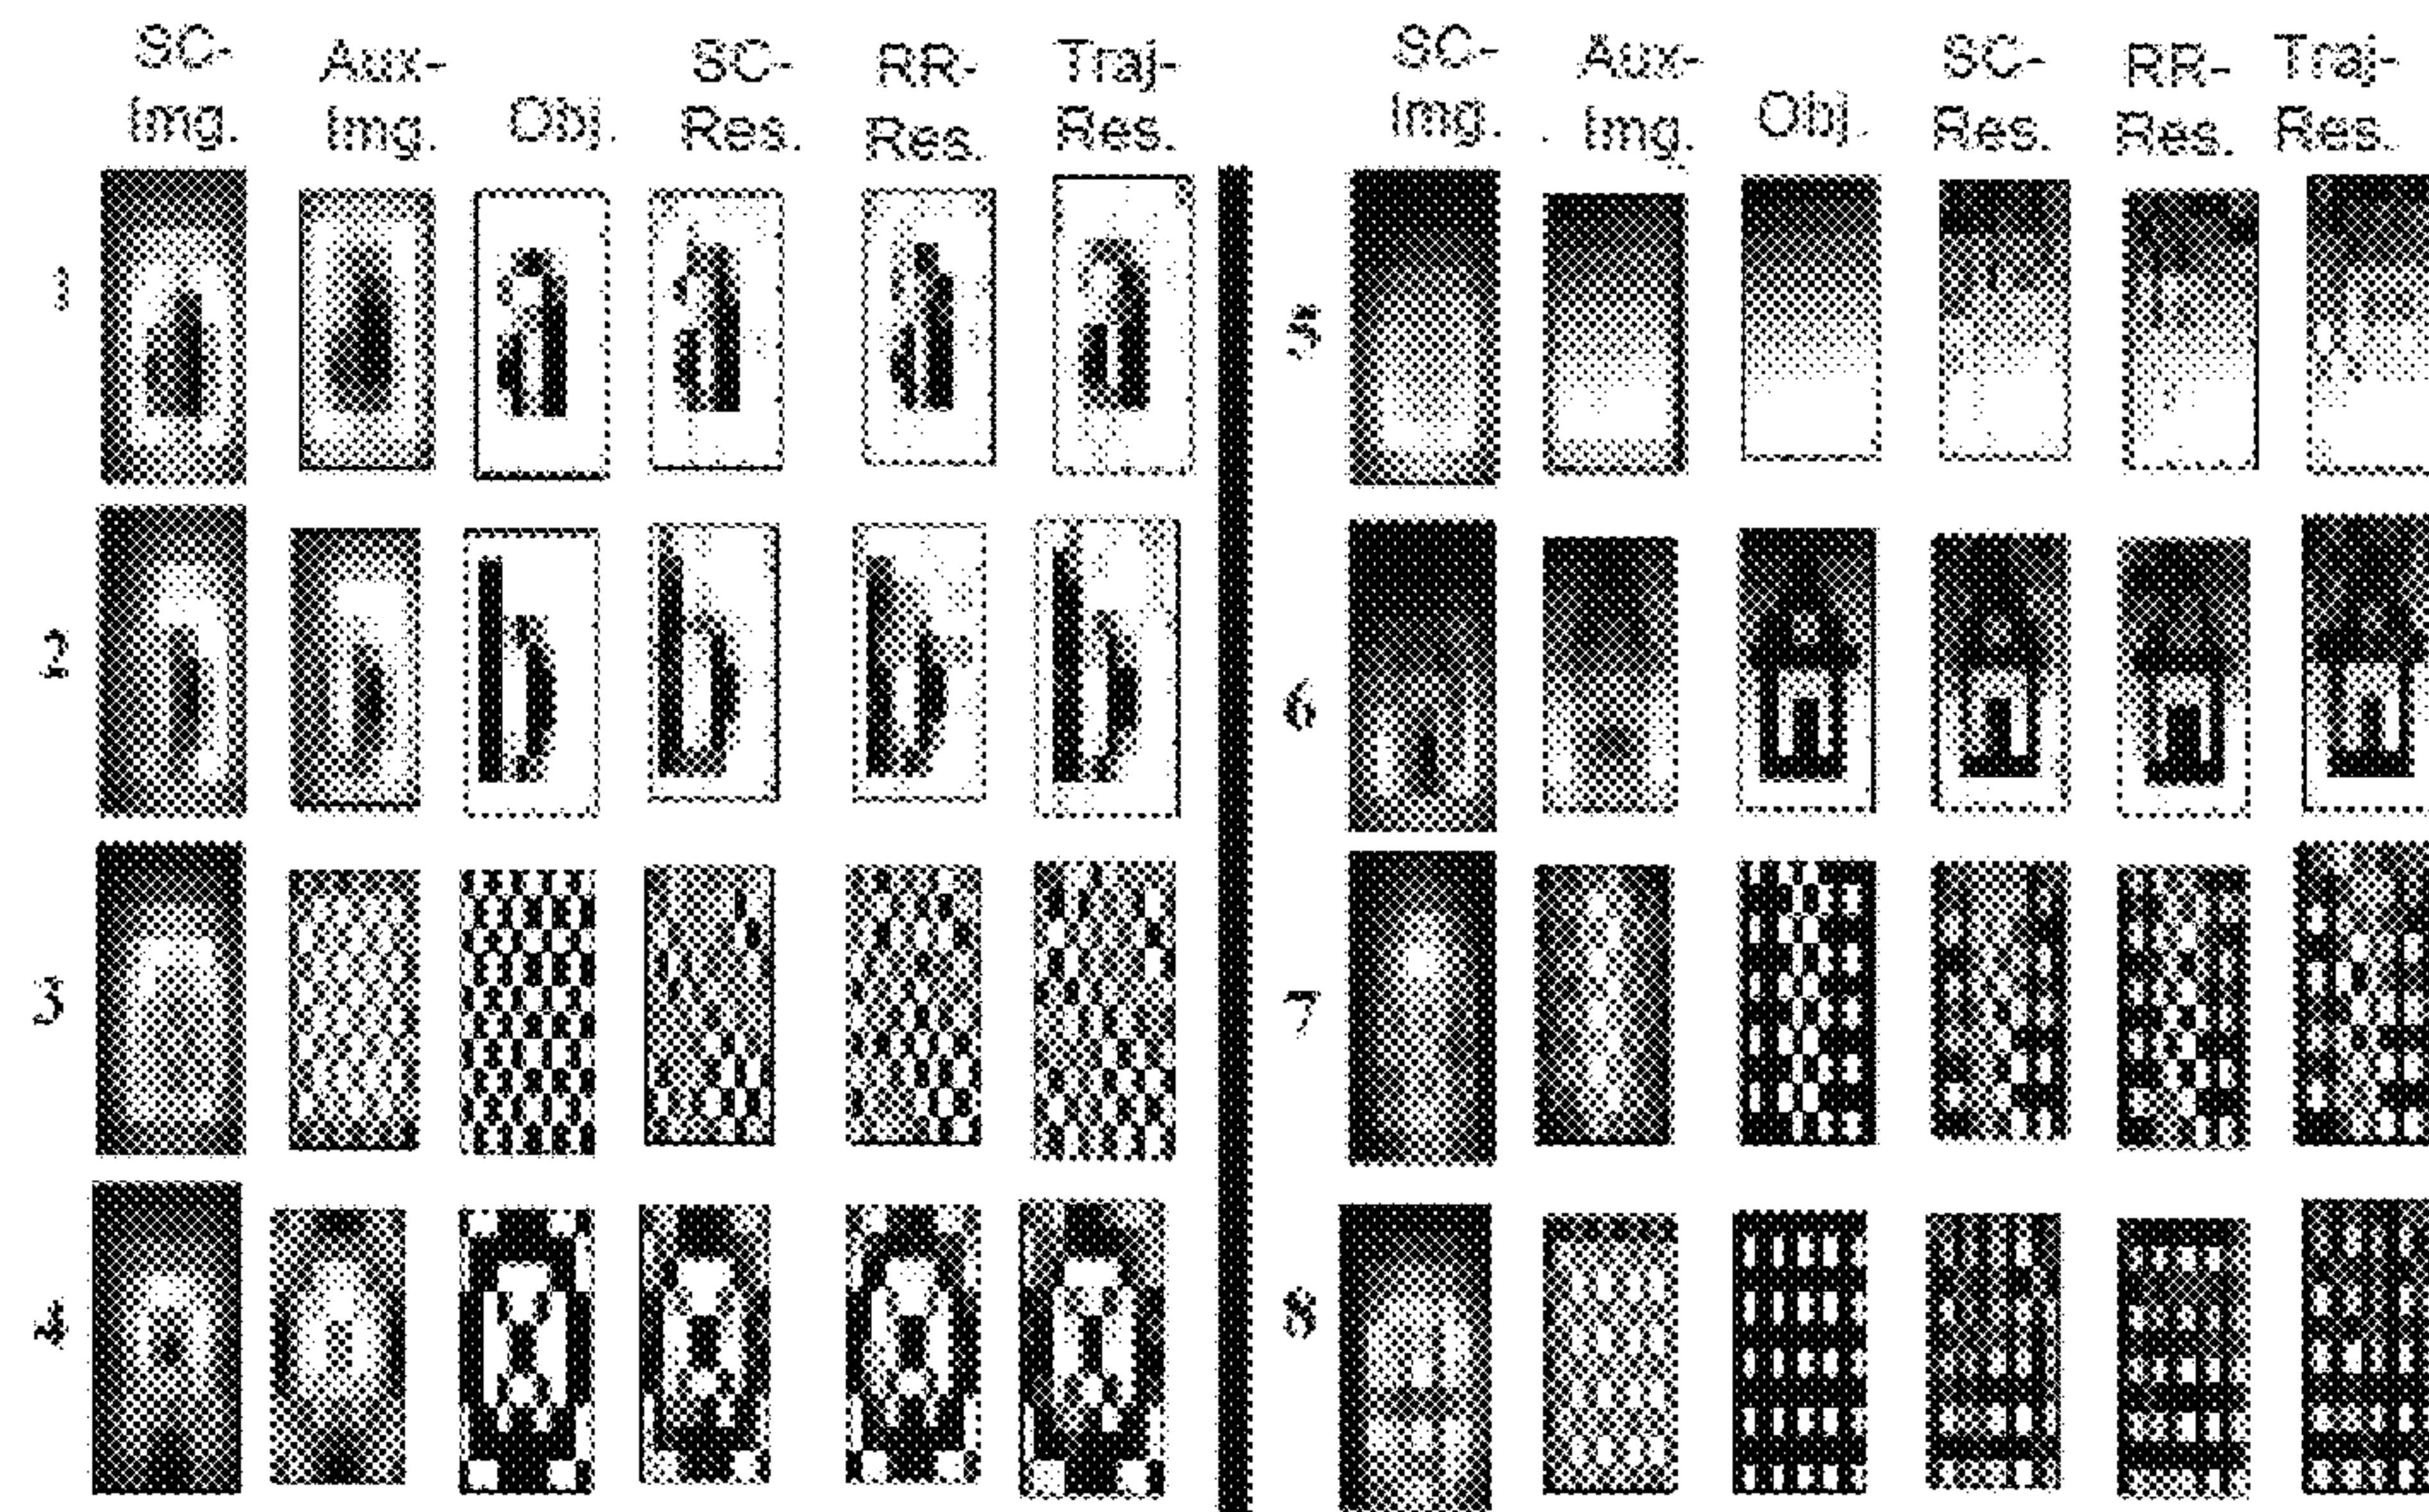 SC-
Img.
Aux-
Img.
Obj.
SC-
Res.
RR-
Res.
Traj-
Res.
SC-
Img.
Aux-
Img.
Obj.
SC-
Res.
RR-
Res.
Traj-
Res.
a
b
2
3
4
5
6
7
8